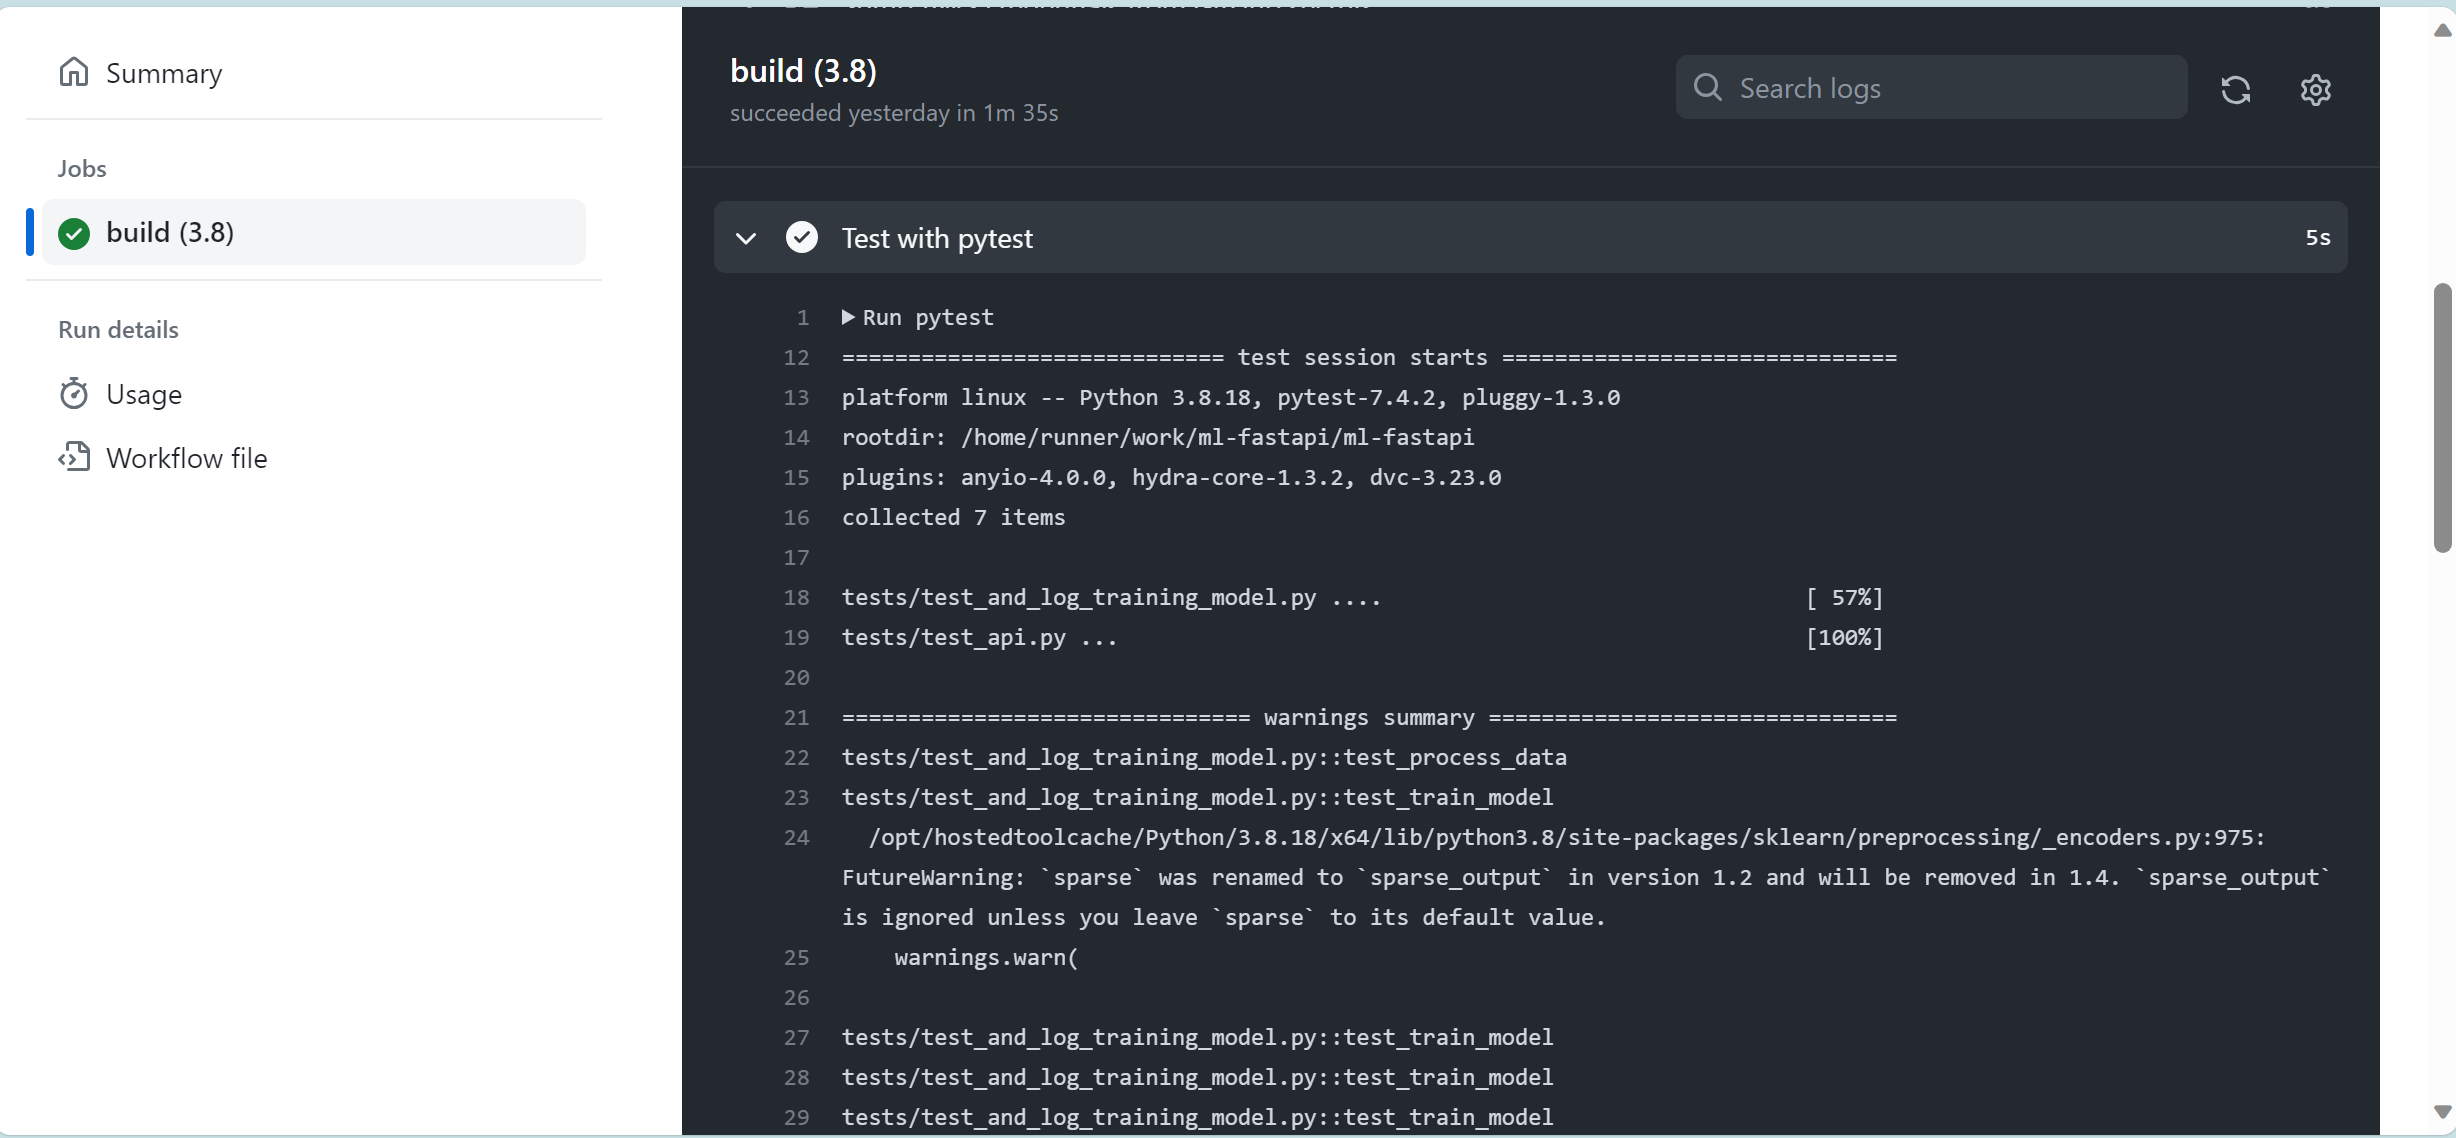 Summary
Jobs
build (3.8)
Run details
Usage
Workflow file
build (3.8)
succeeded yesterday in 1m 35s
Search logs
Test with pytest 5s
1 Run pytest
12 ============================= test session starts ==============================
13 platform linux -- Python 3.8.18, pytest-7.4.2, pluggy-1.3.0
14 rootdir: /home/runner/work/ml-fastapi/ml-fastapi
15 plugins: anyio-4.0.0, hydra-core-1.3.2, dvc-3.23.0
16 collected 7 items
17
18 tests/test_and_log_training_model.py .... [ 57%]
19 tests/test_api.py ... [100%]
20
21 =============================== warnings summary ===============================
22 tests/test_and_log_training_model.py::test_process_data
23 tests/test_and_log_training_model.py::test_train_model
24 /opt/hostedtoolcache/Python/3.8.18/x64/lib/python3.8/site-packages/sklearn/preprocessing/_encoders.py:975:
FutureWarning: `sparse` was renamed to `sparse_output` in version 1.2 and will be removed in 1.4. `sparse_output`
is ignored unless you leave `sparse` to its default value.
25 warnings.warn(
26
27 tests/test_and_log_training_model.py::test_train_model
28 tests/test_and_log_training_model.py::test_train_model
29 tests/test_and_log_training_model.py::test_train_model